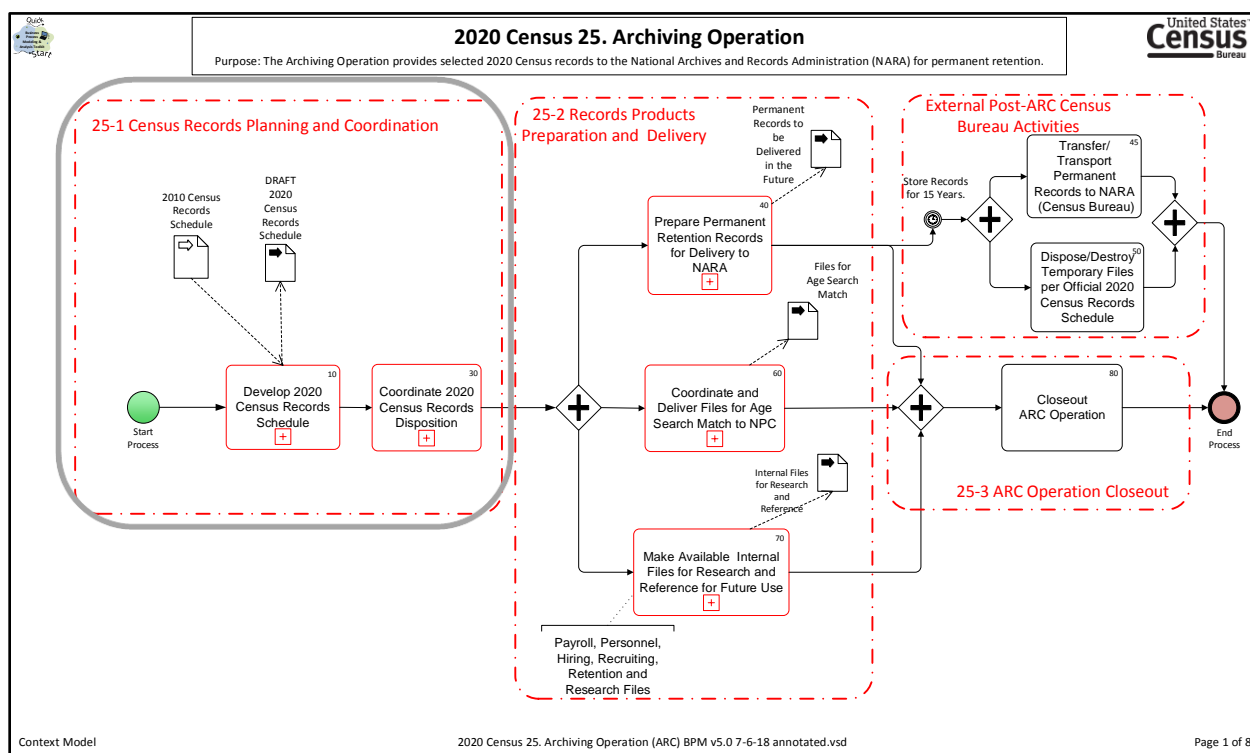 Quick
Business
Process
Modeling &
Analysis Toolkit
Start
2020 Census 25. Archiving Operation
Purpose: The Archiving Operation provides selected 2020 Census records to the National Archives and Records Administration (NARA) for permanent retention.
United States™
Census
Bureau
25-1 Census Records Planning and Coordination
2010 Census
Records
Schedule
DRAFT
2020
Census
Records
Schedule
Start
Process
10
Develop 2020
Census Records
Schedule
30
Coordinate 2020
Census Records
Disposition
25-2 Records Products
Preparation and Delivery
Permanent
Records to
be
Delivered
in the
Future
40
Prepare Permanent
Retention Records
for Delivery to
NARA
Files for
Age Search
Match
60
Coordinate and
Deliver Files for Age
Search Match to NPC
Internal Files
for Research
and
Reference
70
Make Available Internal
Files for Research and
Reference for Future Use
Payroll, Personnel,
Hiring, Recruiting,
Retention and
Research Files
External Post-ARC Census
Bureau Activities
Store Records
for 15 Years.
45
Transfer/
Transport
Permanent
Records to NARA
(Census Bureau)
50
Dispose/Destroy
Temporary Files
per Official 2020
Census Records
Schedule
80
Closeout
ARC Operation
25-3 ARC Operation Closeout
End
Process
Context Model
2020 Census 25. Archiving Operation (ARC) BPM v5.0 7-6-18 annotated.vsd
Page 1 of 8